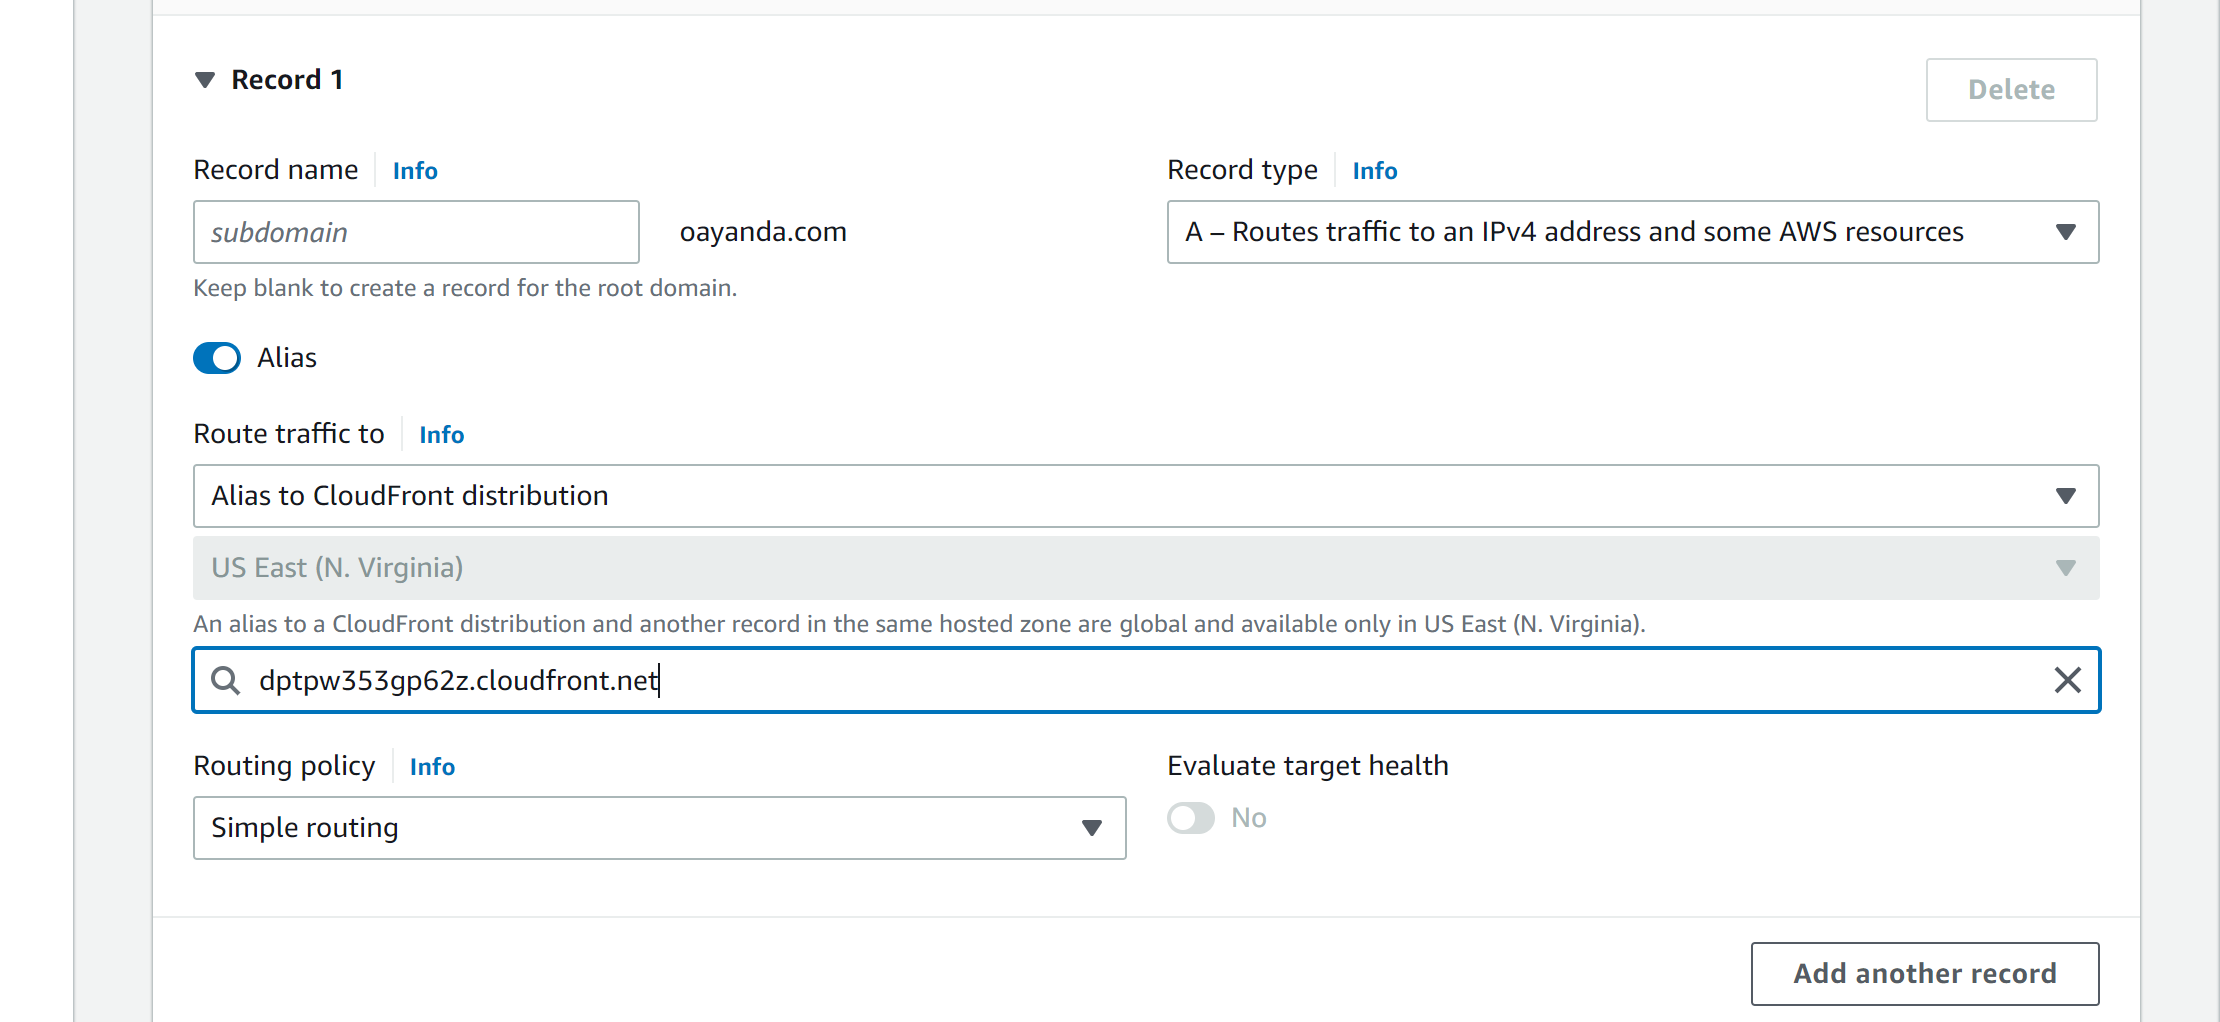 Record 1
Delete
Record name Info
Record type Info
subdomain
oayanda.com
A – Routes traffic to an IPv4 address and some AWS resources
Keep blank to create a record for the root domain.
Alias
Route traffic to Info
Alias to CloudFront distribution
US East (N. Virginia)
An alias to a CloudFront distribution and another record in the same hosted zone are global and available only in US East (N. Virginia).
dptpw353gp62z.cloudfront.net
Routing policy Info
Evaluate target health
Simple routing
No
Add another record